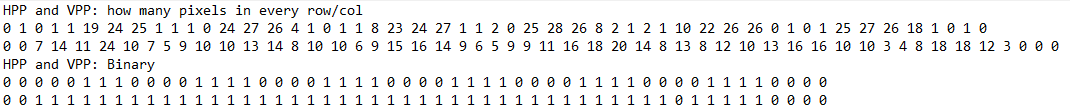 HPP and VPP: how many pixels in every row/col
0 1 0 1 1 19 24 25 1 1 1 0 24 27 26 4 1 0 1 1 8 23 24 27 1 1 2 0 25 28 26 8 2 1 2 1 10 22 26 26 0 1 0 1 25 27 26 18 1 0 1 0
0 0 7 14 11 24 10 7 5 9 10 10 13 14 8 10 10 6 9 15 16 14 9 6 5 9 9 11 16 18 20 14 8 13 8 12 10 13 16 16 10 10 3 4 8 18 18 12 3 0 0 0
HPP and VPP: Binary
0 0 0 0 0 1 1 1 0 0 0 0 1 1 1 1 0 0 0 0 1 1 1 1 0 0 0 0 1 1 1 1 0 0 0 0 1 1 1 1 0 0 0 0 1 1 1 1 0 0 0 0
0 0 1 1 1 1 1 1 1 1 1 1 1 1 1 1 1 1 1 1 1 1 1 1 1 1 1 1 1 1 1 1 1 1 1 1 1 1 1 1 1 1 0 1 1 1 1 1 0 0 0 0